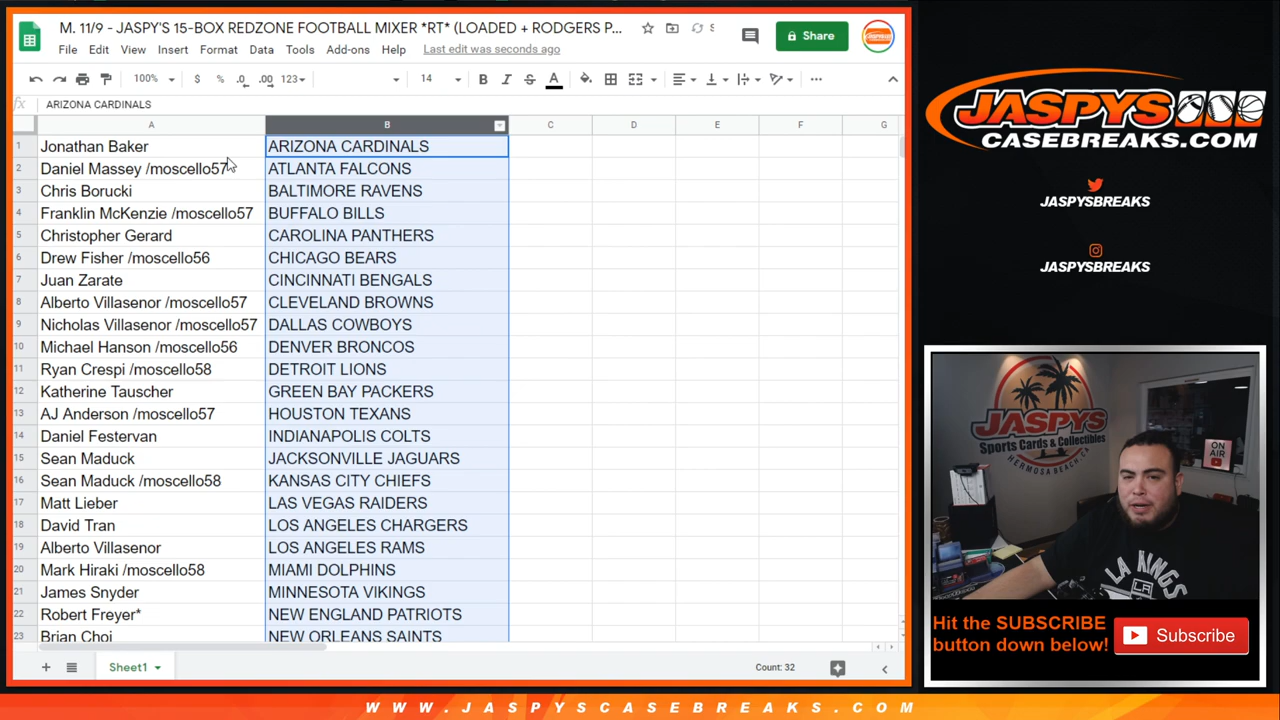 M. 11/9 - JASPY'S 15-BOX REDZONE FOOTBALL MIXER *RT* (LOADED + RODGERS P...
File Edit View Insert Format Data Tools Add-ons Help Last edit was seconds ago
Share
100% $ % .0 .00 123 14 B I S A
fx ARIZONA CARDINALS
A B C D E F G
1 Jonathan Baker ARIZONA CARDINALS
2 Daniel Massey /moscello57 ATLANTA FALCONS
3 Chris Borucki BALTIMORE RAVENS
4 Franklin McKenzie /moscello57 BUFFALO BILLS
5 Christopher Gerard CAROLINA PANTHERS
6 Drew Fisher /moscello56 CHICAGO BEARS
7 Juan Zarate CINCINNATI BENGALS
8 Alberto Villasenor /moscello57 CLEVELAND BROWNS
9 Nicholas Villasenor /moscello57 DALLAS COWBOYS
10 Michael Hanson /moscello56 DENVER BRONCOS
11 Ryan Crespi /moscello58 DETROIT LIONS
12 Katherine Tauscher GREEN BAY PACKERS
13 AJ Anderson /moscello57 HOUSTON TEXANS
14 Daniel Festervan INDIANAPOLIS COLTS
15 Sean Maduck JACKSONVILLE JAGUARS
16 Sean Maduck /moscello58 KANSAS CITY CHIEFS
17 Matt Lieber LAS VEGAS RAIDERS
18 David Tran LOS ANGELES CHARGERS
19 Alberto Villasenor LOS ANGELES RAMS
20 Mark Hiraki /moscello58 MIAMI DOLPHINS
21 James Snyder MINNESOTA VIKINGS
22 Robert Freyer* NEW ENGLAND PATRIOTS
23 Brian Choi NEW ORLEANS SAINTS
Sheet1
Count: 32
JASPYS
CASEBREAKS.COM
JASPYSBREAKS
JASPYSBREAKS
JASPYS
Sports Cards & Collectibles
HERMOSA BEACH, CA
ON AIR
LA KINGS
Hit the SUBSCRIBE
button down below!
Subscribe
WWW.JASPYSCASEBREAKS.COM